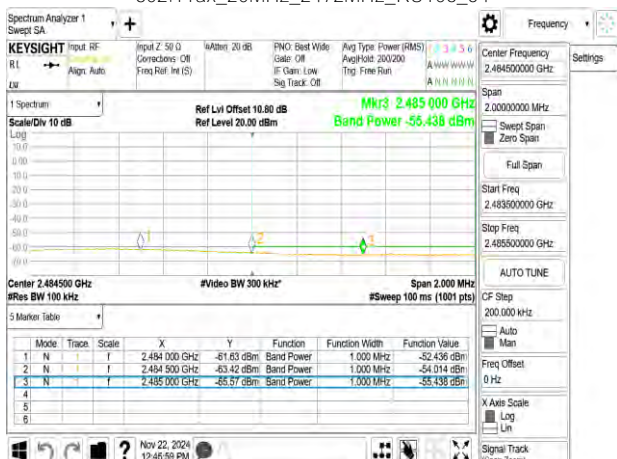 Spectrum Analyzer 1
Swept SA
+
Frequency
KEYSIGHT
Input: RF
Input Z: 50 Ω
#Atten: 20 dB
PNO: Best Wide
Avg Type: Power (RMS)
RL
Corrections: Off
Gate: Off
Avg|Hold: 200/200
Align: Auto
Freq Ref: Int (S)
IF Gain: Low
Trig: Free Run
Sig Track: Off
Center Frequency
2.484500000 GHz
Settings
Span
2.00000000 MHz
Swept Span
Zero Span
Full Span
Start Freq
2.483500000 GHz
Stop Freq
2.485500000 GHz
AUTO TUNE
CF Step
200.000 kHz
Auto
Man
Freq Offset
0 Hz
X Axis Scale
Log
Lin
Signal Track
1 Spectrum
Scale/Div 10 dB
Ref Lvl Offset 10.80 dB
Ref Level 20.00 dBm
Mkr3 2.485 000 GHz
Band Power -55.438 dBm
Log
1
2
3
Center 2.484500 GHz
#Video BW 300 kHz*
Span 2.000 MHz
#Res BW 100 kHz
#Sweep 100 ms (1001 pts)
5 Marker Table
Mode Trace Scale X Y Function Function Width Function Value
1 N 1 f 2.484 000 GHz -61.63 dBm Band Power 1.000 MHz -52.436 dBm
2 N 1 f 2.484 500 GHz -63.42 dBm Band Power 1.000 MHz -54.014 dBm
3 N 1 f 2.485 000 GHz -65.57 dBm Band Power 1.000 MHz -55.438 dBm
4
5
6
?
Nov 22, 2024
12:46:59 PM